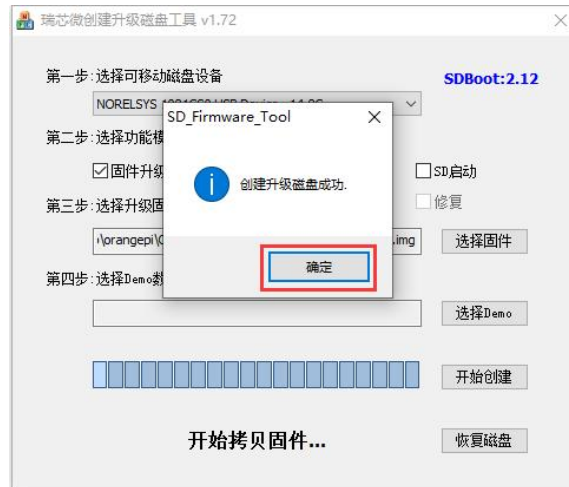 瑞芯微创建升级磁盘工具 v1.72
第一步:选择可移动磁盘设备
SDBoot:2.12
NORELSYS
SD_Firmware_Tool
第二步:选择功能模
固件升级
创建升级磁盘成功.
SD启动
修复
第三步:选择升级固
\orangepi\
.img
选择固件
确定
第四步:选择Demo数
选择Demo
开始创建
开始拷贝固件...
恢复磁盘